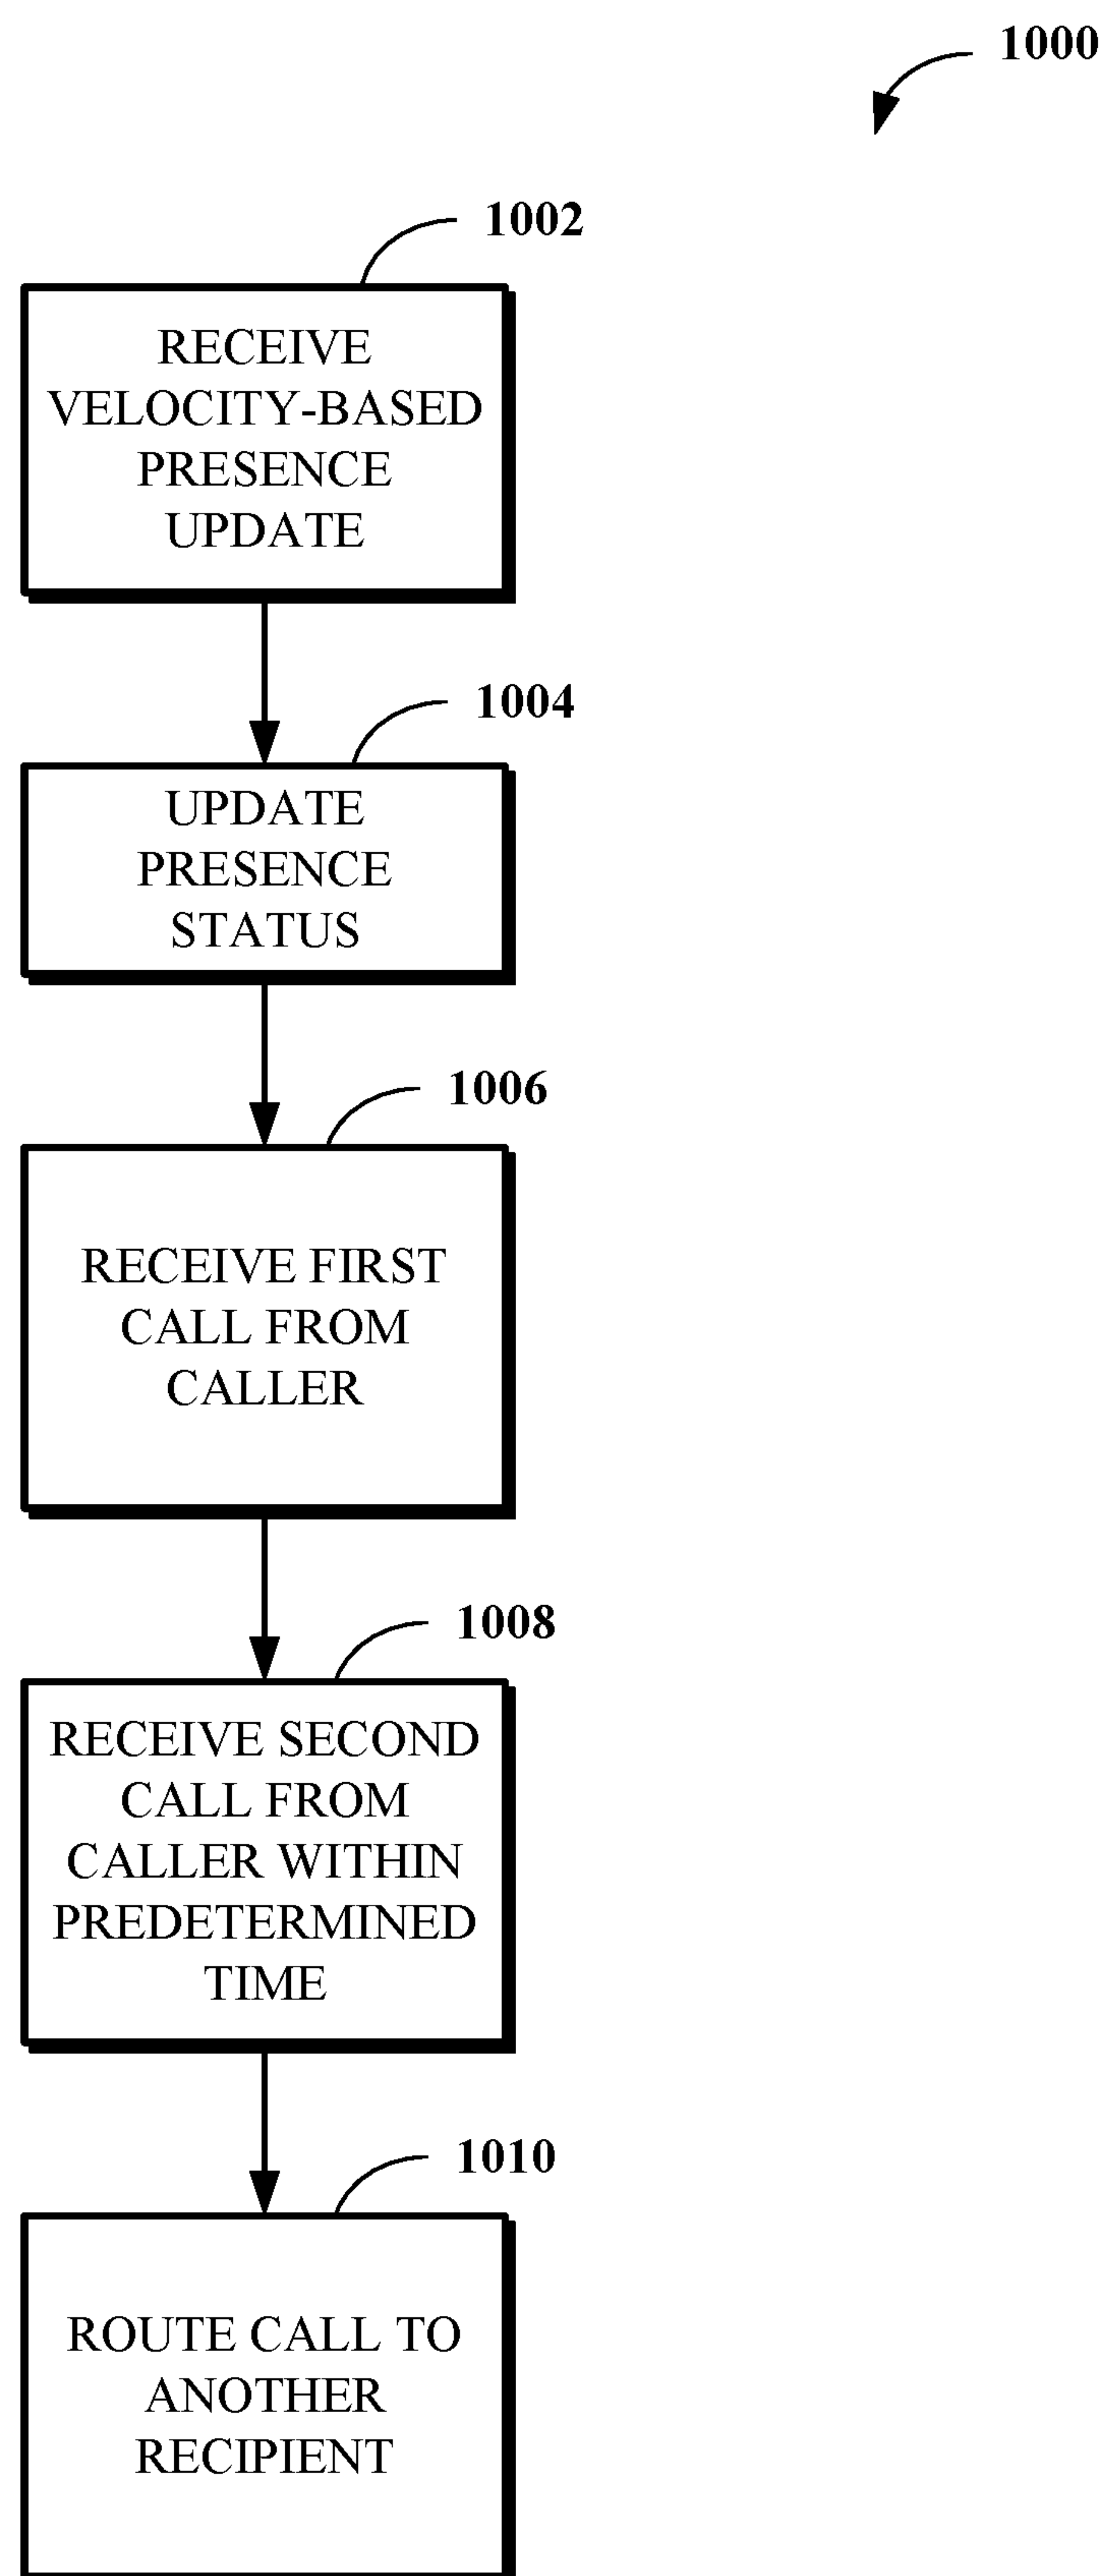 1000
1002
RECEIVE
VELOCITY-BASED
PRESENCE
UPDATE
1004
UPDATE
PRESENCE
STATUS
1006
RECEIVE FIRST
CALL FROM
CALLER
1008
RECEIVE SECOND
CALL FROM
CALLER WITHIN
PREDETERMINED
TIME
1010
ROUTE CALL TO
ANOTHER
RECIPIENT